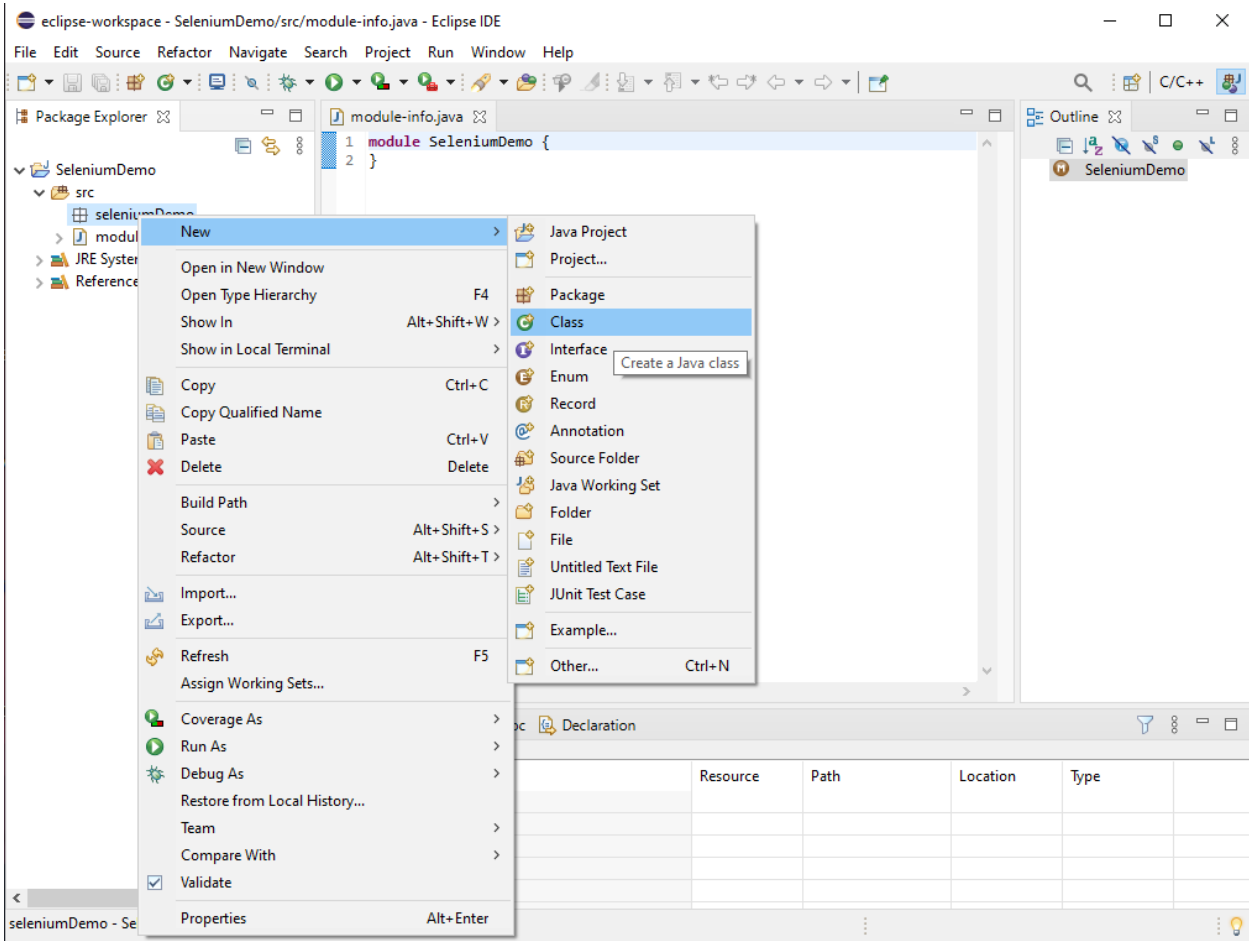 eclipse-workspace - SeleniumDemo/src/module-info.java - Eclipse IDE
File Edit Source Refactor Navigate Search Project Run Window Help
C/C++
Package Explorer
module-info.java
Outline
1 module SeleniumDemo {
2 }
SeleniumDemo
src
seleniumDemo
modul
JRE Syster
Reference
SeleniumDemo
New
Open in New Window
Open Type Hierarchy F4
Show In Alt+Shift+W >
Show in Local Terminal
Copy Ctrl+C
Copy Qualified Name
Paste Ctrl+V
Delete Delete
Build Path
Source Alt+Shift+S >
Refactor Alt+Shift+T >
Import...
Export...
Refresh F5
Assign Working Sets...
Coverage As
Run As
Debug As
Restore from Local History...
Team
Compare With
Validate
Properties Alt+Enter
Java Project
Project...
Package
Class
Interface
Create a Java class
Enum
Record
Annotation
Source Folder
Java Working Set
Folder
File
Untitled Text File
JUnit Test Case
Example...
Other... Ctrl+N
oc Declaration
Resource Path Location Type
seleniumDemo - Se